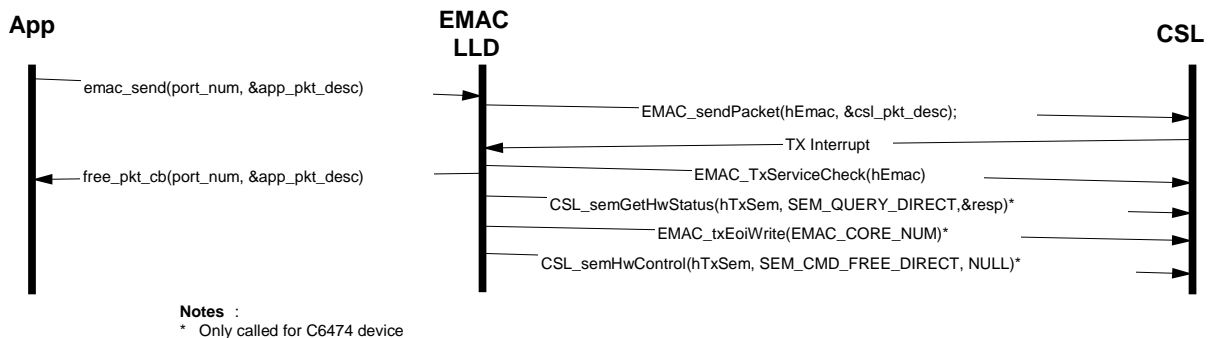 App
EMAC
LLD
CSL
emac_send(port_num, &app_pkt_desc)
EMAC_sendPacket(hEmac, &csl_pkt_desc);
TX Interrupt
free_pkt_cb(port_num, &app_pkt_desc)
EMAC_TxServiceCheck(hEmac)
CSL_semGetHwStatus(hTxSem, SEM_QUERY_DIRECT,&resp)*
EMAC_txEoiWrite(EMAC_CORE_NUM)*
CSL_semHwControl(hTxSem, SEM_CMD_FREE_DIRECT, NULL)*
Notes :
* Only called for C6474 device